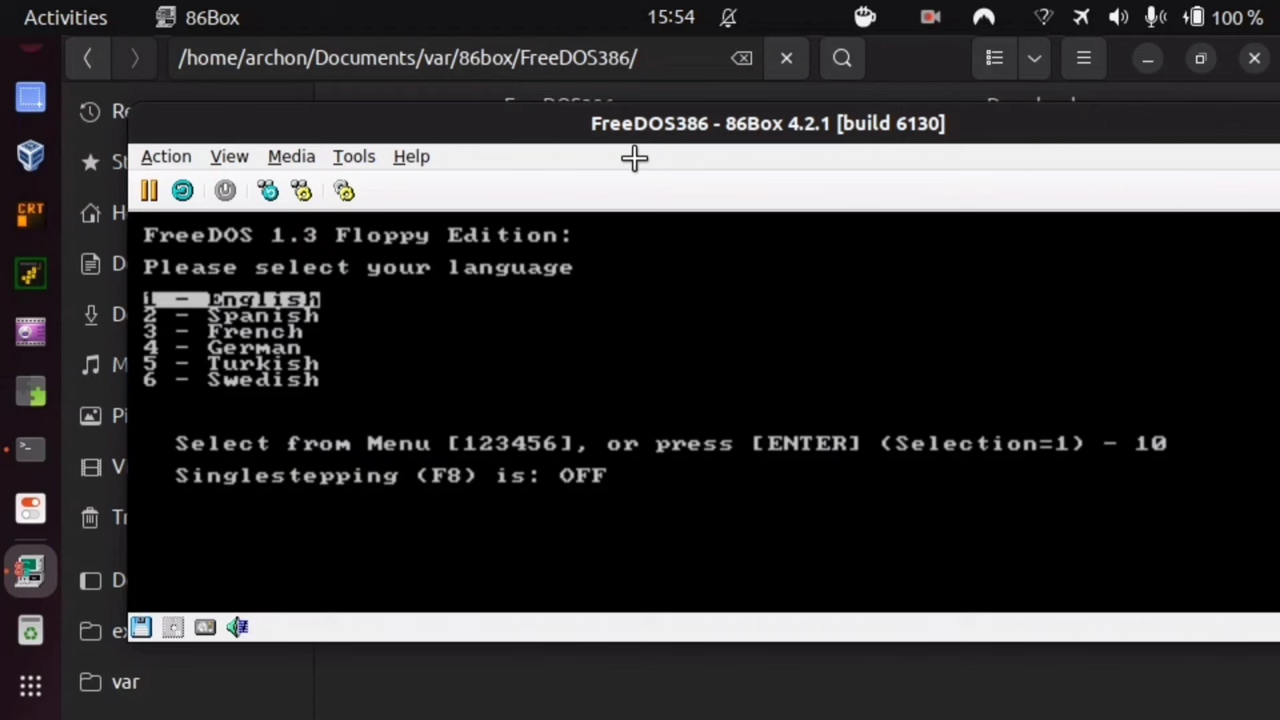 Activities
86Box
15:54
100 %
/home/archon/Documents/var/86box/FreeDOS386/
FreeDOS386 - 86Box 4.2.1 [build 6130]
Action View Media Tools Help
FreeDOS 1.3 Floppy Edition:
Please select your language
1 - English
2 - Spanish
3 - French
4 - German
5 - Turkish
6 - Swedish
Select from Menu [123456], or press [ENTER] (Selection=1) - 10
Singlestepping (F8) is: OFF
CRT
var